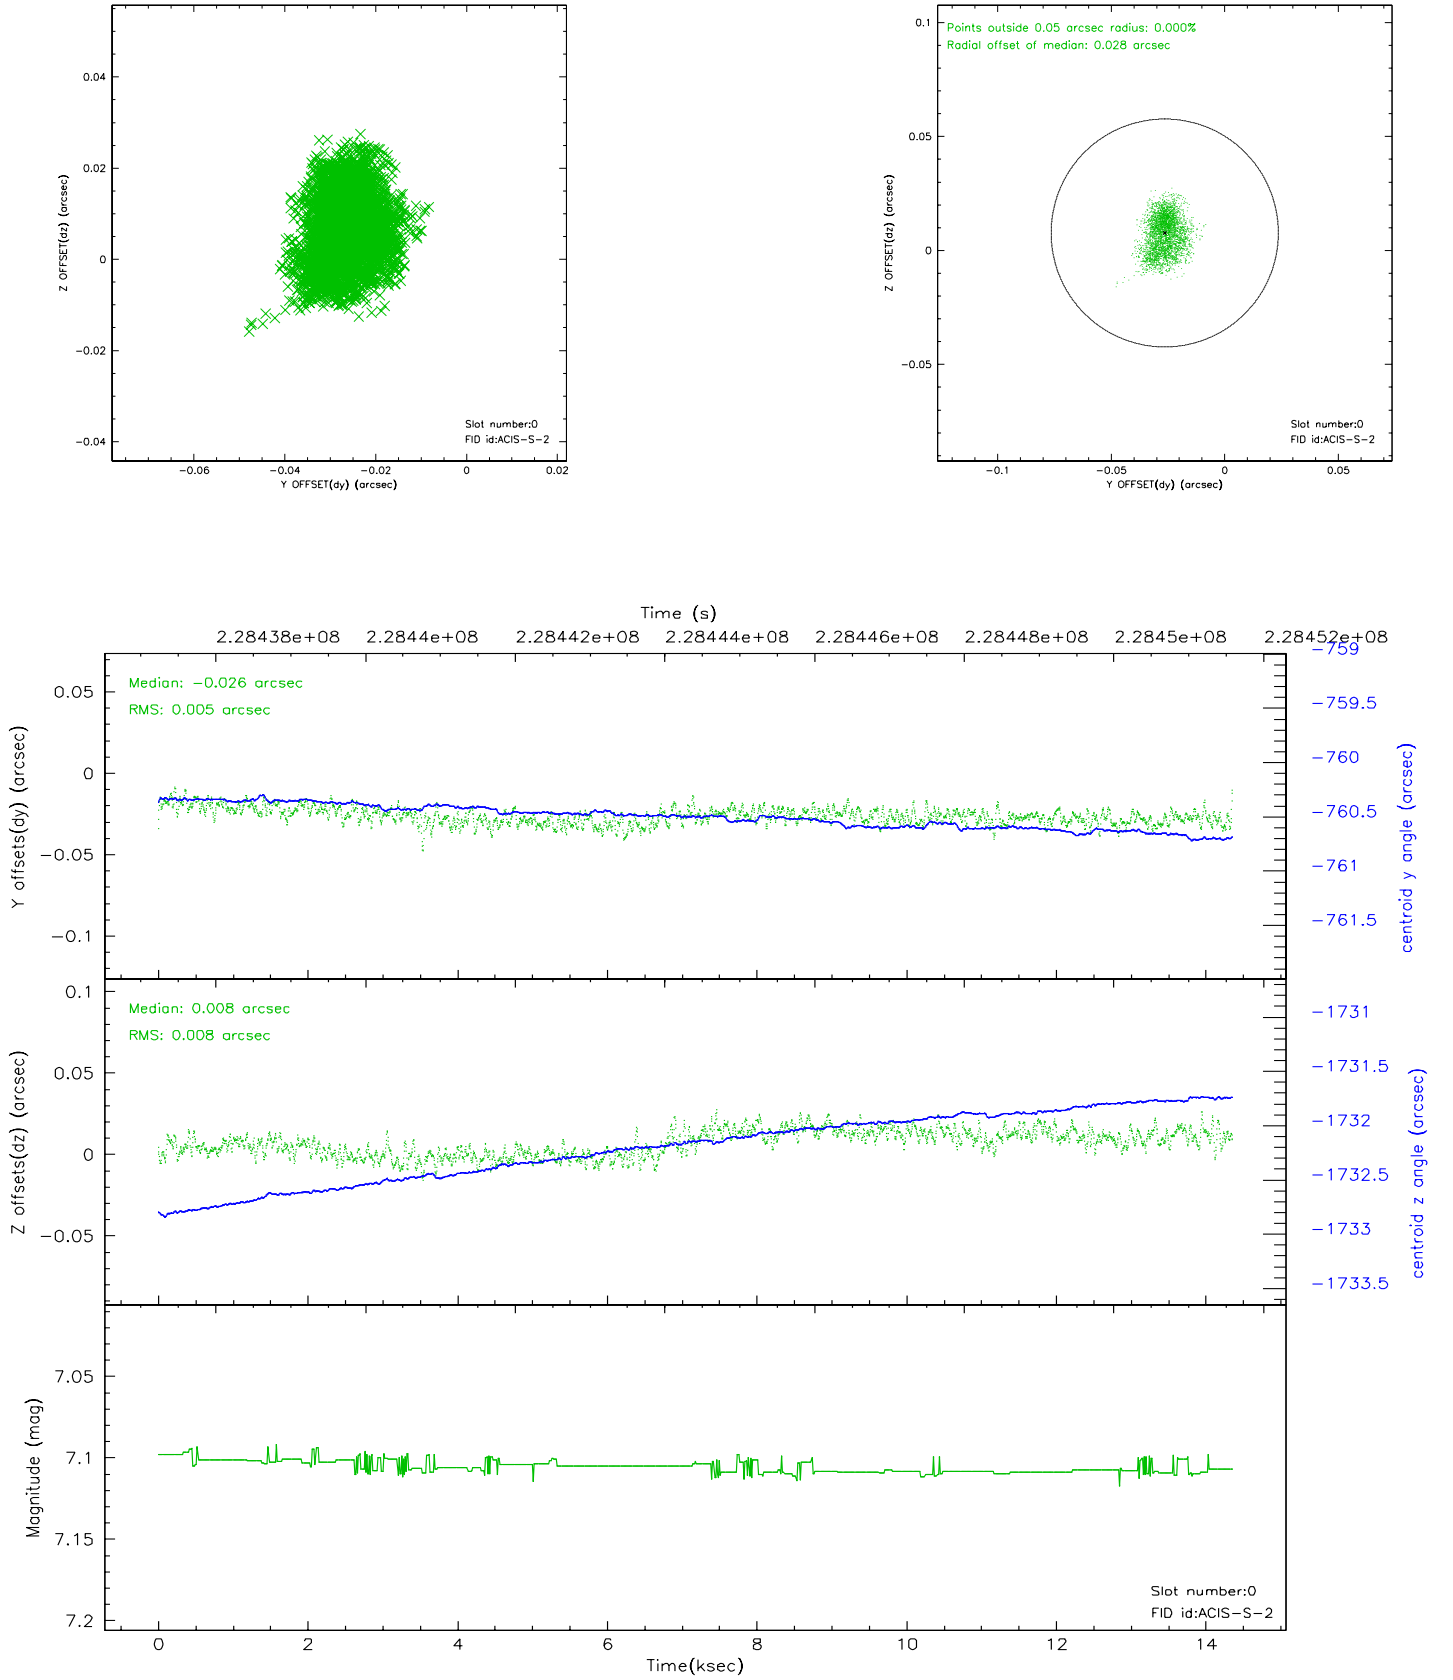 0.04
0.02
0
−0.02
−0.04
Z OFFSET(dz) (arcsec)
Slot number:0
FID id:ACIS−S−2
−0.06
−0.04
−0.02
0
0.02
Y OFFSET(dy) (arcsec)
Points outside 0.05 arcsec radius: 0.000%
Radial offset of median: 0.028 arcsec
0.1
0.05
0
−0.05
Z OFFSET(dz) (arcsec)
Slot number:0
FID id:ACIS−S−2
−0.1
−0.05
0
0.05
Y OFFSET(dy) (arcsec)
Time (s)
2.28438e+08
2.2844e+08
2.28442e+08
2.28444e+08
2.28446e+08
2.28448e+08
2.2845e+08
2.28452e+08
Median: −0.026 arcsec
RMS: 0.005 arcsec
0.05
0
−0.05
−0.1
Y offsets(dy) (arcsec)
−759
−759.5
−760
−760.5
−761
−761.5
centroid y angle (arcsec)
Median: 0.008 arcsec
RMS: 0.008 arcsec
0.1
0.05
0
−0.05
Z offsets(dz) (arcsec)
−1731
−1731.5
−1732
−1732.5
−1733
−1733.5
centroid z angle (arcsec)
7.05
7.1
7.15
7.2
Magnitude (mag)
Slot number:0
FID id:ACIS−S−2
0
2
4
6
8
10
12
14
Time(ksec)